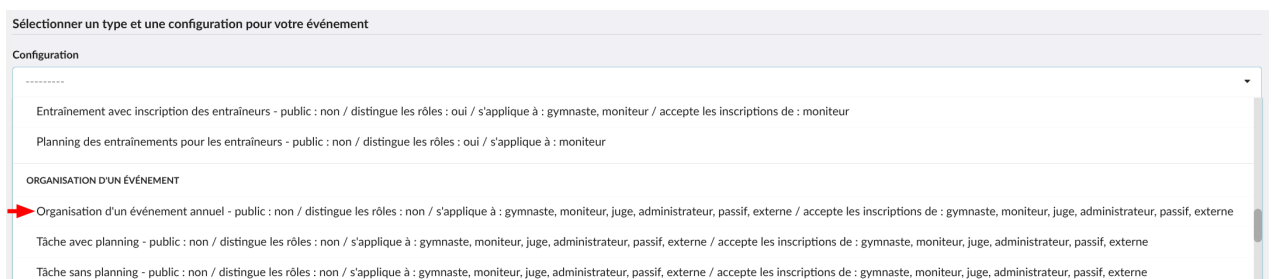 Sélectionner un type et une configuration pour votre événement
Configuration
---------
Entraînement avec inscription des entraîneurs - public : non / distingue les rôles : oui / s'applique à : gymnaste, moniteur / accepte les inscriptions de : moniteur
Planning des entraînements pour les entraîneurs - public : non / distingue les rôles : oui / s'applique à : moniteur
ORGANISATION D'UN ÉVÉNEMENT
Organisation d'un événement annuel - public : non / distingue les rôles : non / s'applique à : gymnaste, moniteur, juge, administrateur, passif, externe / accepte les inscriptions de : gymnaste, moniteur, juge, administrateur, passif, externe
Tâche avec planning - public : non / distingue les rôles : non / s'applique à : gymnaste, moniteur, juge, administrateur, passif, externe / accepte les inscriptions de : gymnaste, moniteur, juge, administrateur, passif, externe
Tâche sans planning - public : non / distingue les rôles : non / s'applique à : gymnaste, moniteur, juge, administrateur, passif, externe / accepte les inscriptions de : gymnaste, moniteur, juge, administrateur, passif, externe